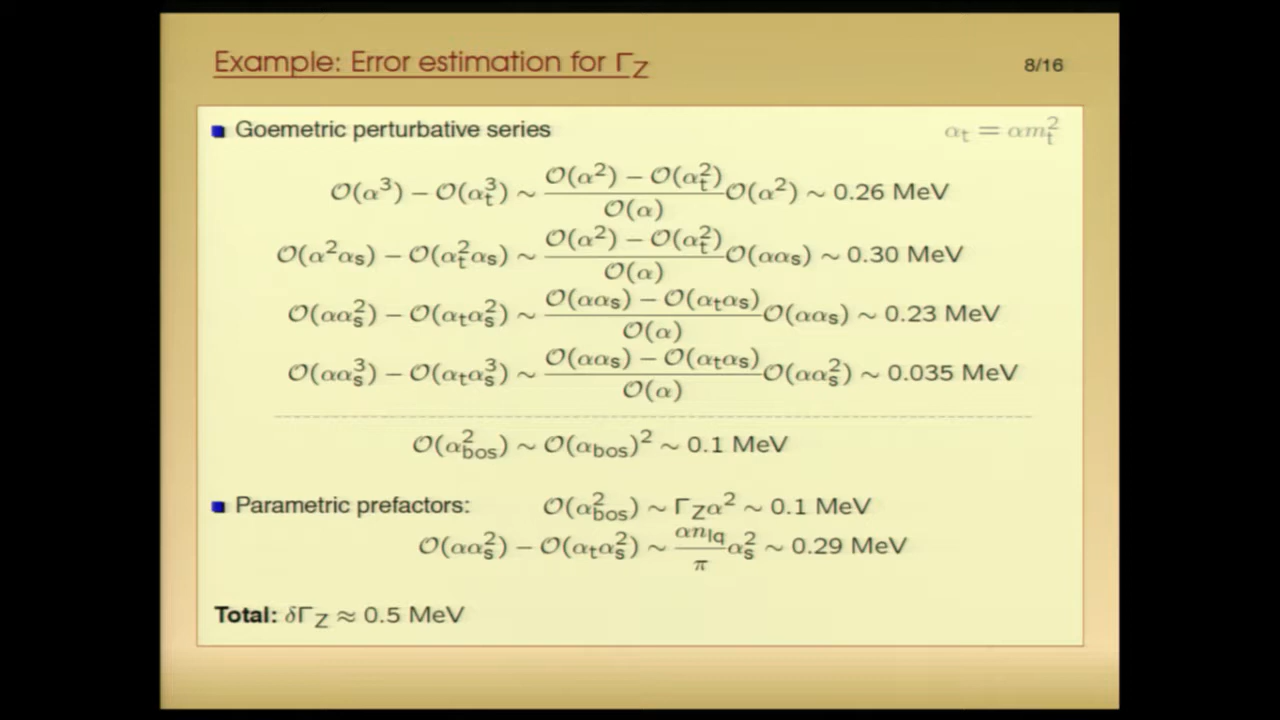 Example: Error estimation for Γ_Z
8/16
Goemetric perturbative series
α_t = αm_t^2
O(α^3) − O(α_t^3) ∼ (O(α^2) − O(α_t^2))/O(α) O(α^2) ∼ 0.26 MeV
O(α^2α_s) − O(α_t^2α_s) ∼ (O(α^2) − O(α_t^2))/O(α) O(αα_s) ∼ 0.30 MeV
O(αα_s^2) − O(α_tα_s^2) ∼ (O(αα_s) − O(α_tα_s))/O(α) O(αα_s) ∼ 0.23 MeV
O(αα_s^3) − O(α_tα_s^3) ∼ (O(αα_s) − O(α_tα_s))/O(α) O(αα_s^2) ∼ 0.035 MeV
O(α_bos^2) ∼ O(α_bos)^2 ∼ 0.1 MeV
Parametric prefactors: O(α_bos^2) ∼ Γ_Zα^2 ∼ 0.1 MeV
O(αα_s^2) − O(α_tα_s^2) ∼ (αn_lq)/π α_s^2 ∼ 0.29 MeV
Total: δΓ_Z ≈ 0.5 MeV